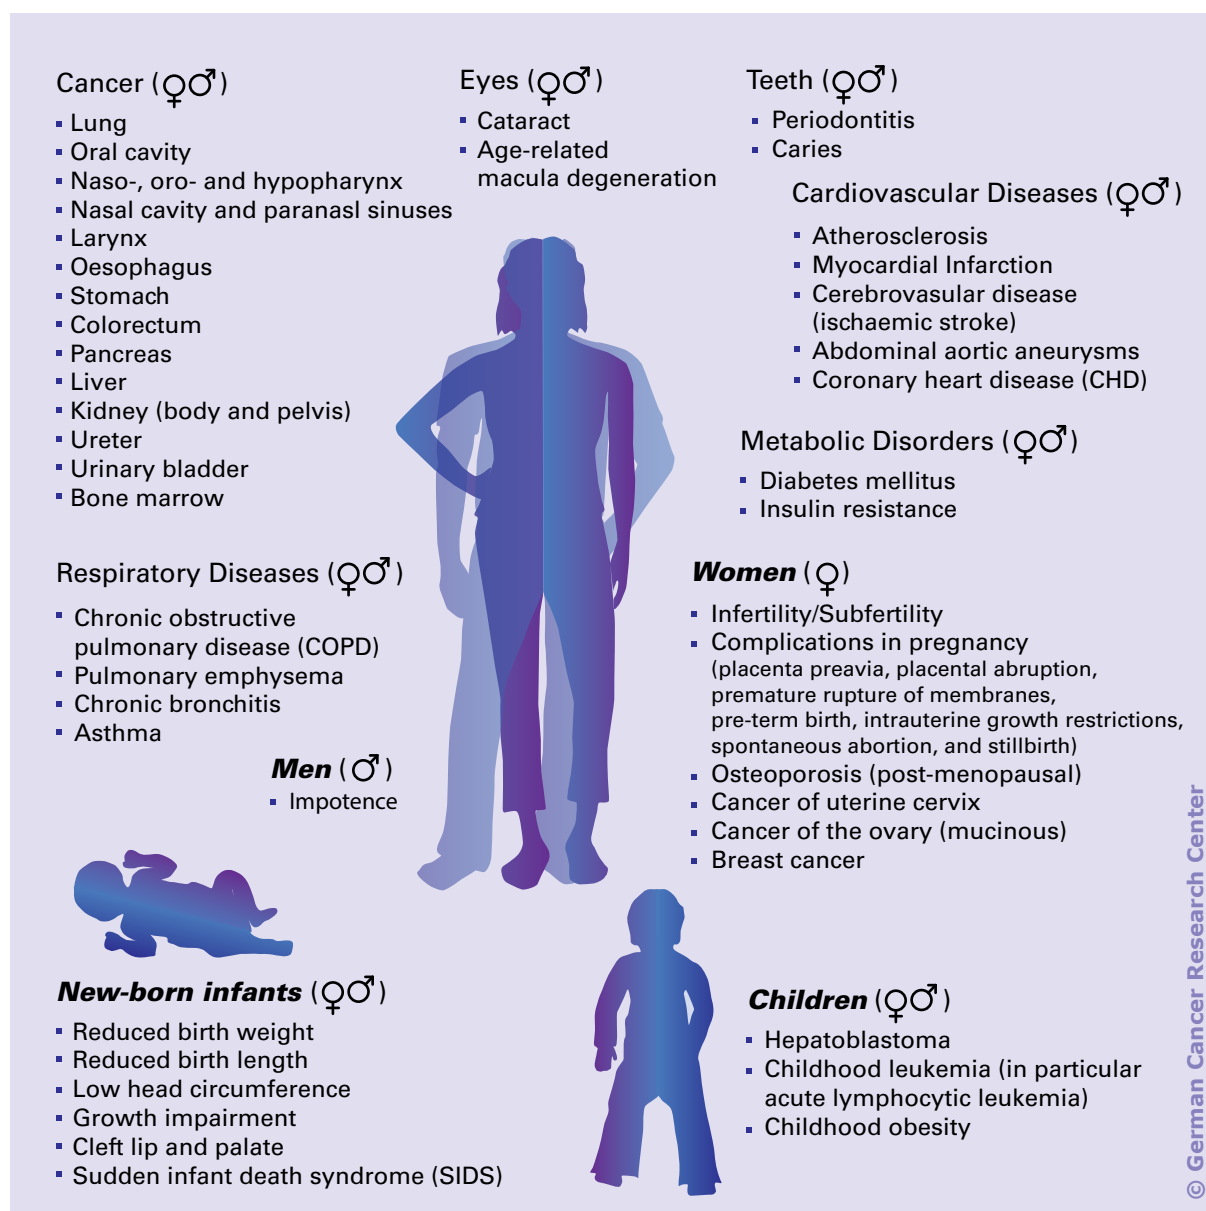 Cancer (♀♂)
Lung
Oral cavity
Naso-, oro- and hypopharynx
Nasal cavity and paranasl sinuses
Larynx
Oesophagus
Stomach
Colorectum
Pancreas
Liver
Kidney (body and pelvis)
Ureter
Urinary bladder
Bone marrow
Eyes (♀♂)
Cataract
Age-related
macula degeneration
Teeth (♀♂)
Periodontitis
Caries
Cardiovascular Diseases (♀♂)
Atherosclerosis
Myocardial Infarction
Cerebrovasular disease
(ischaemic stroke)
Abdominal aortic aneurysms
Coronary heart disease (CHD)
Metabolic Disorders (♀♂)
Diabetes mellitus
Insulin resistance
Respiratory Diseases (♀♂)
Chronic obstructive
pulmonary disease (COPD)
Pulmonary emphysema
Chronic bronchitis
Asthma
Men (♂)
Impotence
Women (♀)
Infertility/Subfertility
Complications in pregnancy
(placenta preavia, placental abruption,
premature rupture of membranes,
pre-term birth, intrauterine growth restrictions,
spontaneous abortion, and stillbirth)
Osteoporosis (post-menopausal)
Cancer of uterine cervix
Cancer of the ovary (mucinous)
Breast cancer
New-born infants (♀♂)
Reduced birth weight
Reduced birth length
Low head circumference
Growth impairment
Cleft lip and palate
Sudden infant death syndrome (SIDS)
Children (♀♂)
Hepatoblastoma
Childhood leukemia (in particular
acute lymphocytic leukemia)
Childhood obesity
© German Cancer Research Center